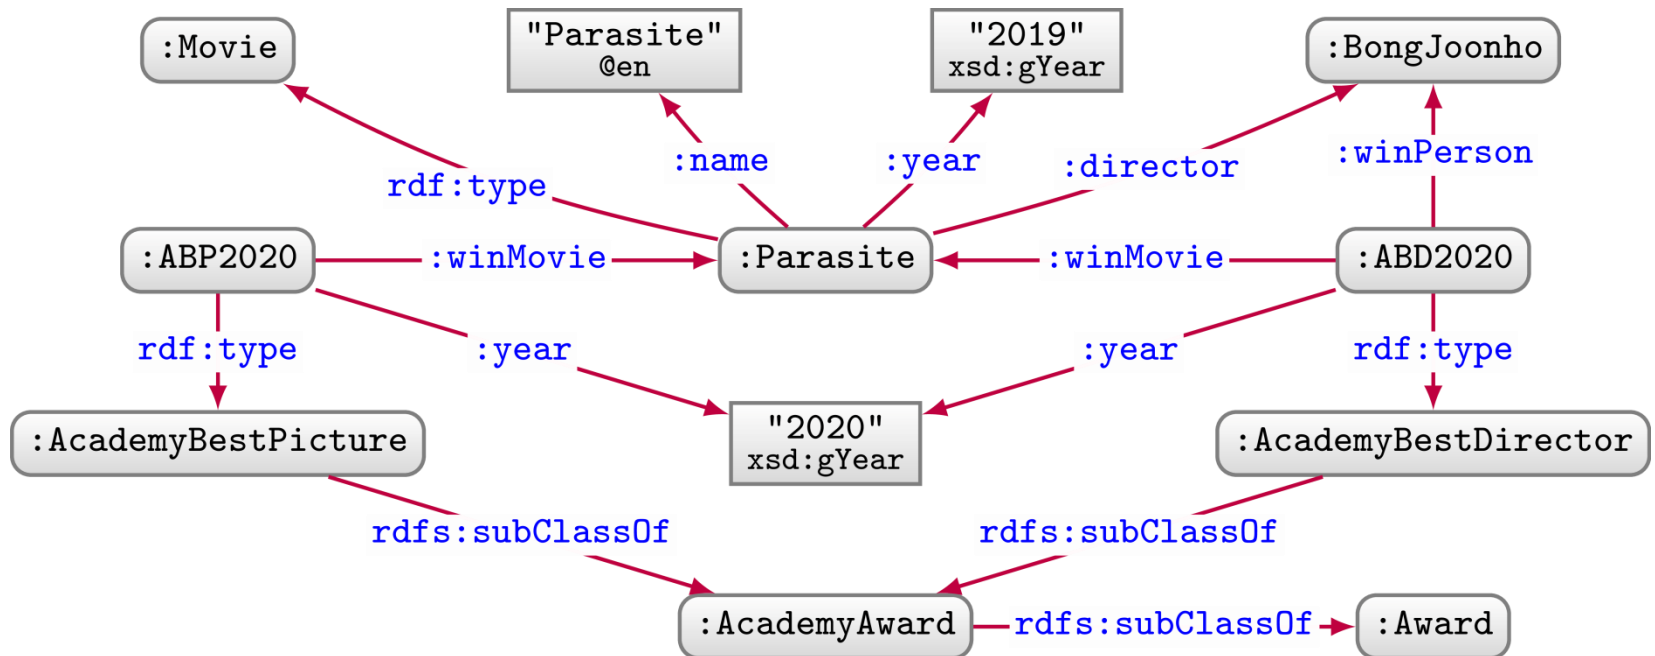 :Movie
"Parasite"
@en
"2019"
xsd:gYear
:BongJoonho
rdf:type
:name
:year
:director
:winPerson
:ABP2020
:winMovie
:Parasite
:winMovie
:ABD2020
rdf:type
:year
:year
rdf:type
:AcademyBestPicture
"2020"
xsd:gYear
:AcademyBestDirector
rdfs:subClassOf
rdfs:subClassOf
:AcademyAward
rdfs:subClassOf
:Award